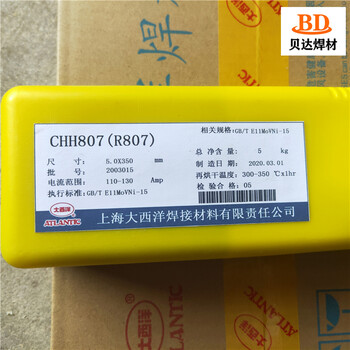 BD
贝达焊材
CHH807(R807)
相关规格:GB/T E11MoVNi-15
尺 寸: 5.0X350 mm
总净含量: 5 kg
批 号: 2003015
制造日期: 2020.03.01
电流范围: 110-130 Amp
再烘干温度: 300-350 ℃x1hr
执行标准:GB/T E11MoVNi-15
检验合格: 05
大西洋
ATLANTIC
上海大西洋焊接材料有限责任公司